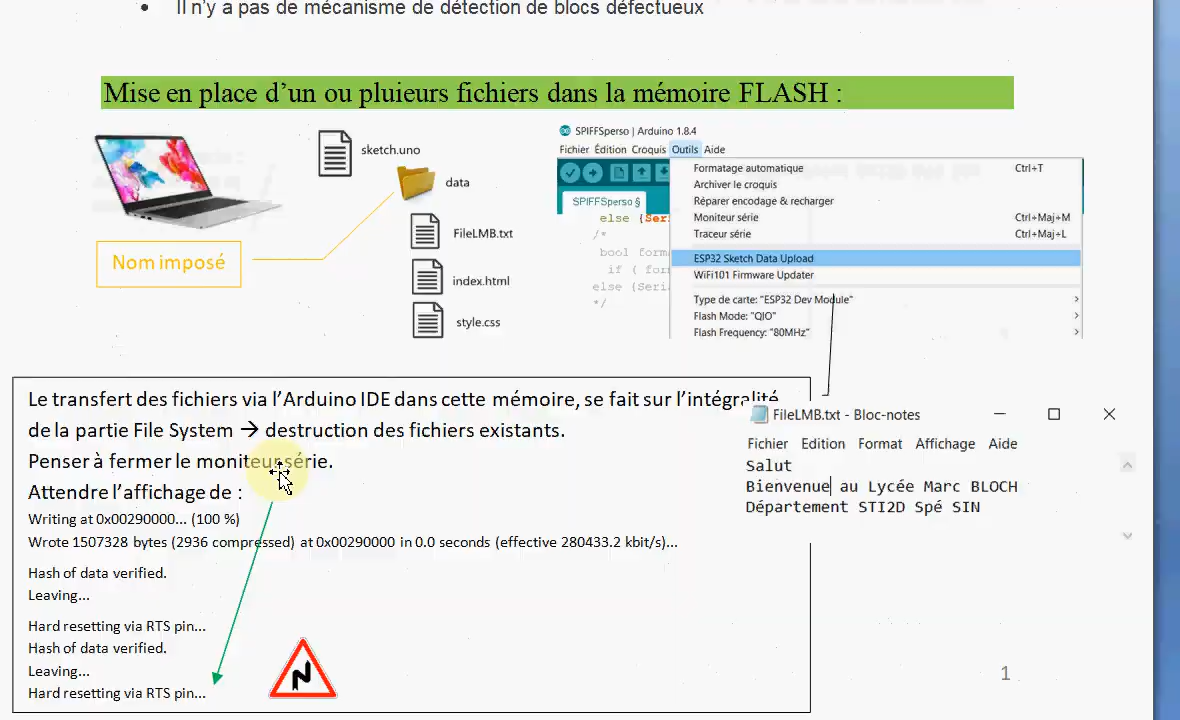 • Il n'y a pas de mécanisme de détection de blocs défectueux
Mise en place d'un ou pluieurs fichiers dans la mémoire FLASH :
sketch.uno
data
FileLMB.txt
index.html
style.css
Nom imposé
SPIFFSperso | Arduino 1.8.4
Fichier Édition Croquis Outils Aide
SPIFFSperso §
else {Ser
/*
bool form
if ( for
else {Seri
*/
Formatage automatique Ctrl+T
Archiver le croquis
Réparer encodage & recharger
Moniteur série Ctrl+Maj+M
Traceur série Ctrl+Maj+L
ESP32 Sketch Data Upload
WiFi101 Firmware Updater
Type de carte: "ESP32 Dev Module"
Flash Mode: "QIO"
Flash Frequency: "80MHz"
Le transfert des fichiers via l'Arduino IDE dans cette mémoire, se fait sur l'intégralité
de la partie File System → destruction des fichiers existants.
Penser à fermer le moniteur série.
Attendre l'affichage de :
Writing at 0x00290000... (100 %)
Wrote 1507328 bytes (2936 compressed) at 0x00290000 in 0.0 seconds (effective 280433.2 kbit/s)...
Hash of data verified.
Leaving...
Hard resetting via RTS pin...
Hash of data verified.
Leaving...
Hard resetting via RTS pin...
FileLMB.txt - Bloc-notes
Fichier Edition Format Affichage Aide
Salut
Bienvenue au Lycée Marc BLOCH
Département STI2D Spé SIN
1